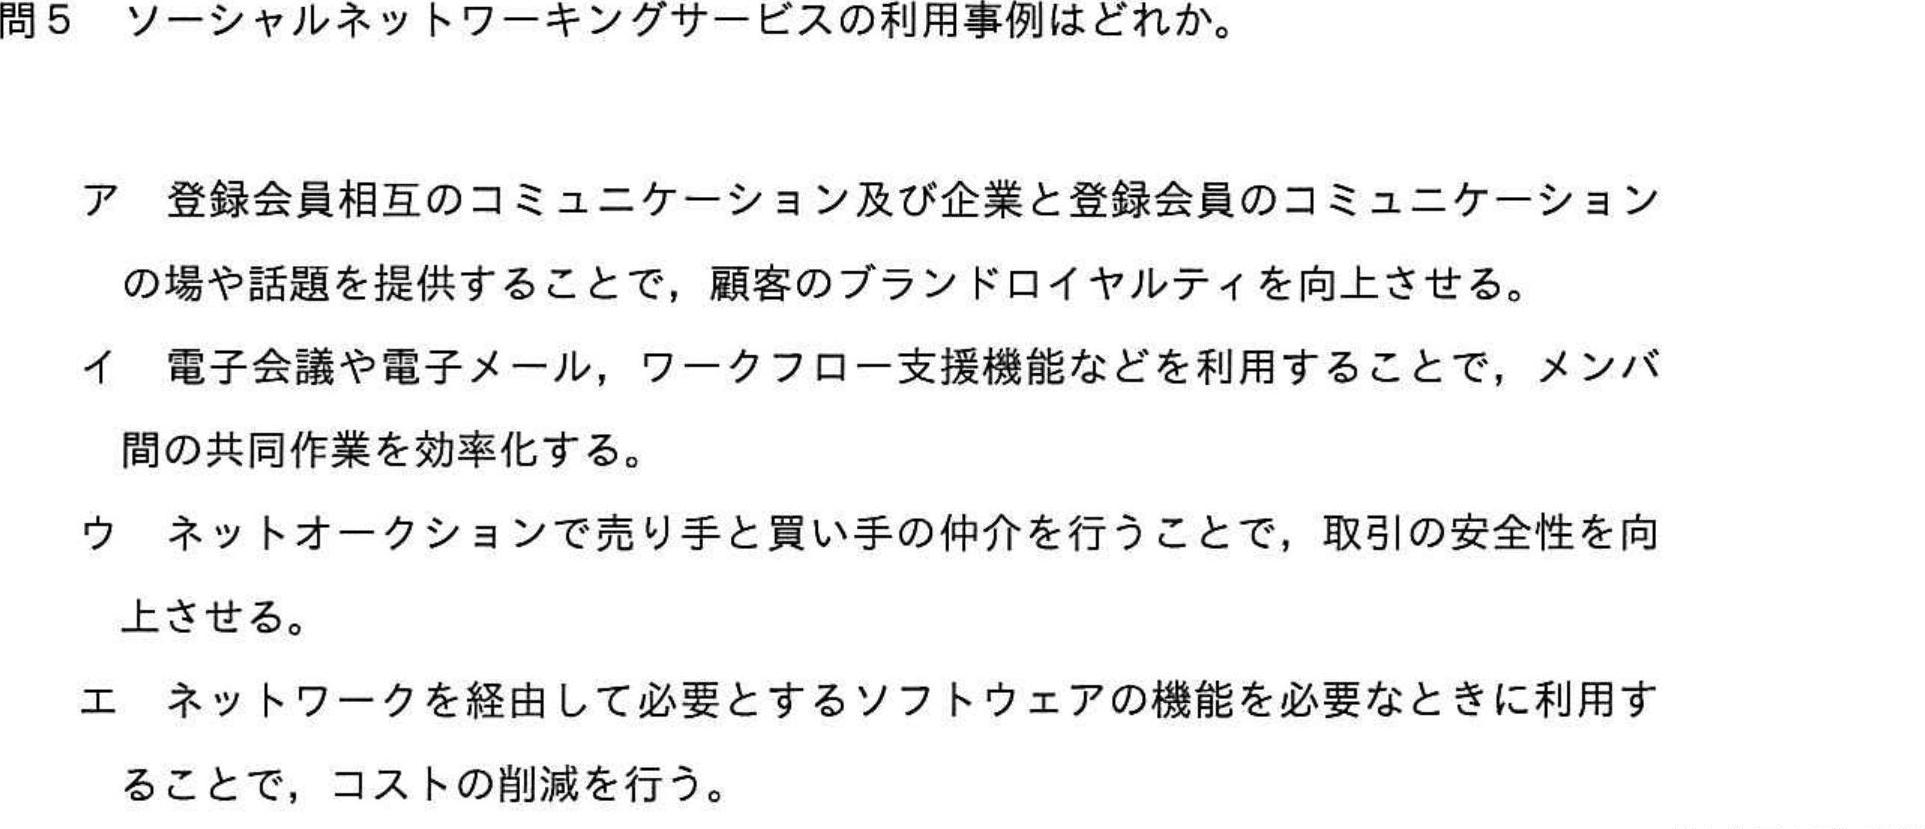 問5 ソーシャルネットワーキングサービスの利用事例はどれか。
ア 登録会員相互のコミュニケーション及び企業と登録会員のコミュニケーション
の場や話題を提供することで，顧客のブランドロイヤルティを向上させる。
イ 電子会議や電子メール，ワークフロー支援機能などを利用することで，メンバ
間の共同作業を効率化する。
ウ ネットオークションで売り手と買い手の仲介を行うことで，取引の安全性を向
上させる。
エ ネットワークを経由して必要とするソフトウェアの機能を必要なときに利用す
ることで，コストの削減を行う。